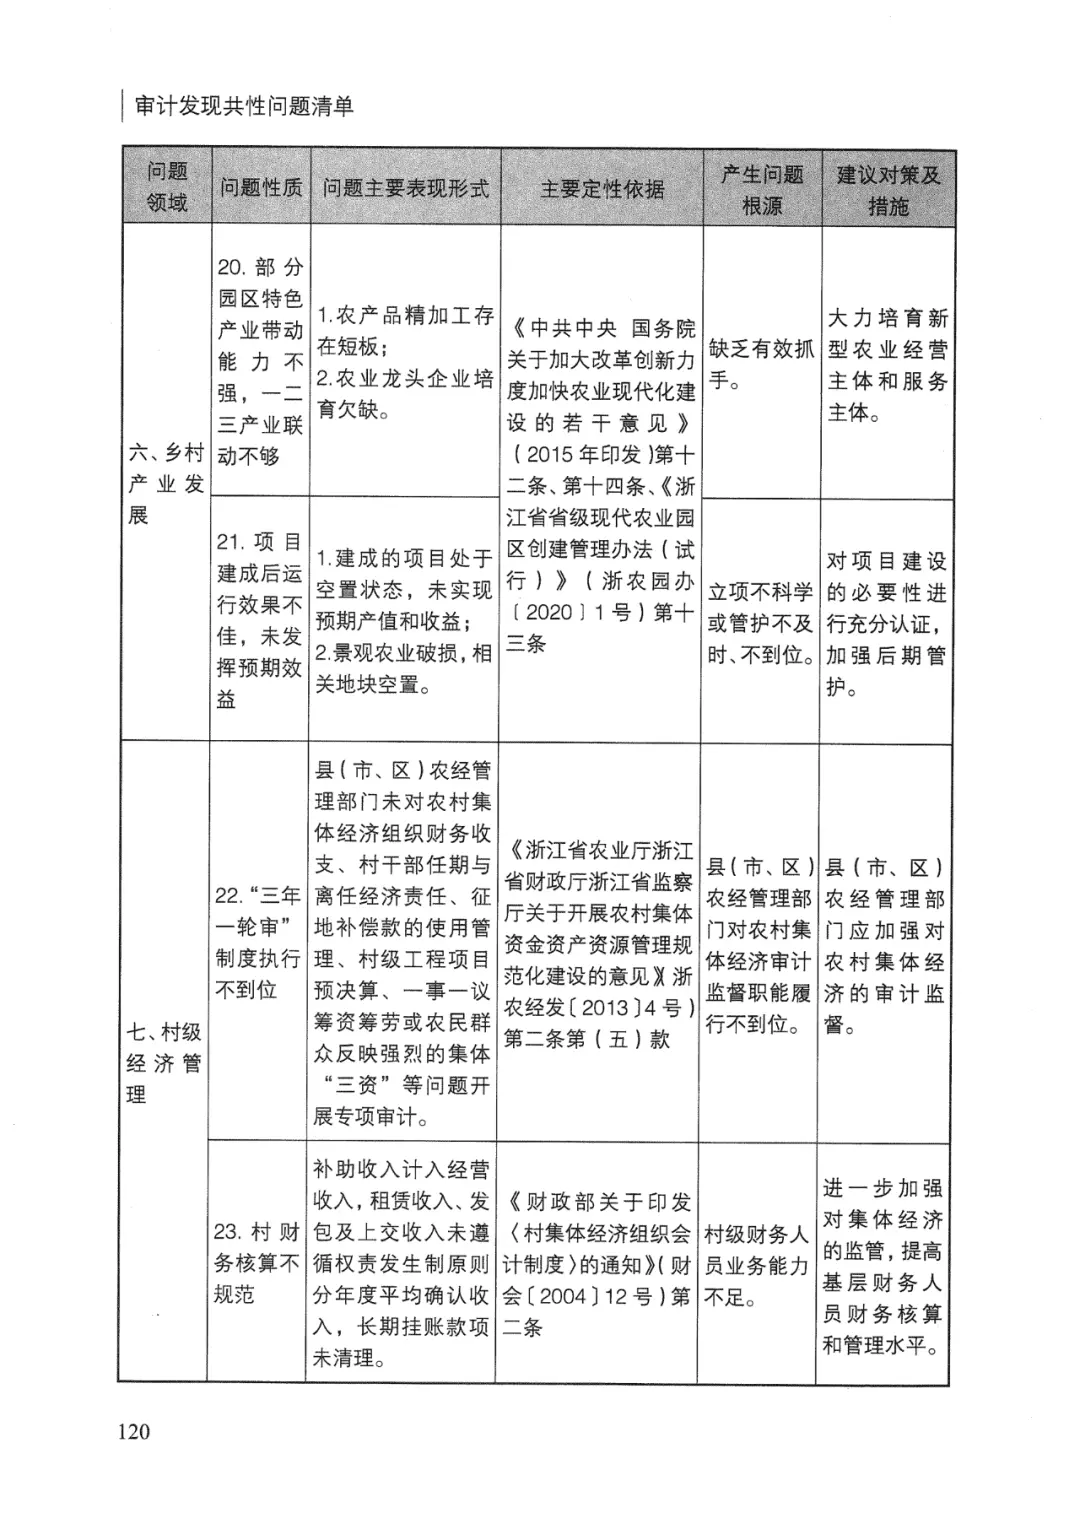 审计发现共性问题清单
问题
领域
问题性质
问题主要表现形式
主要定性依据
产生问题
根源
建议对策及
措施
六、乡村
产业发
展
20.部分
园区特色
产业带动
能力不
强，一二
三产业联
动不够
1.农产品精加工存
在短板；
2.农业龙头企业培
育欠缺。
《中共中央 国务院
关于加大改革创新力
度加快农业现代化建
设的若干意见》
（2015年印发）第十
二条、第十四条、《浙
江省省级现代农业园
区创建管理办法（试
行）》（浙农园办
〔2020〕1号）第十
三条
缺乏有效抓
手。
大力培育新
型农业经营
主体和服务
主体。
21.项目
建成后运
行效果不
佳，未发
挥预期效
益
1.建成的项目处于
空置状态，未实现
预期产值和收益；
2.景观农业破损，相
关地块空置。
立项不科学
或管护不及
时、不到位。
对项目建设
的必要性进
行充分认证，
加强后期管
护。
七、村级
经济管
理
22.“三年
一轮审”
制度执行
不到位
县（市、区）农经管
理部门未对农村集
体经济组织财务收
支、村干部任期与
离任经济责任、征
地补偿款的使用管
理、村级工程项目
预决算、一事一议
筹资筹劳或农民群
众反映强烈的集体
“三资”等问题开
展专项审计。
《浙江省农业厅浙江
省财政厅浙江省监察
厅关于开展农村集体
资金资产资源管理规
范化建设的意见》（浙
农经发〔2013〕4号）
第二条第（五）款
县（市、区）
农经管理部
门对农村集
体经济审计
监督职能履
行不到位。
县（市、区）
农经管理部
门应加强对
农村集体经
济的审计监
督。
23.村财
务核算不
规范
补助收入计入经营
收入，租赁收入、发
包及上交收入未遵
循权责发生制原则
分年度平均确认收
入，长期挂账款项
未清理。
《财政部关于印发
〈村集体经济组织会
计制度〉的通知》（财
会〔2004〕12号）第
二条
村级财务人
员业务能力
不足。
进一步加强
对集体经济
的监管，提高
基层财务人
员财务核算
和管理水平。
120